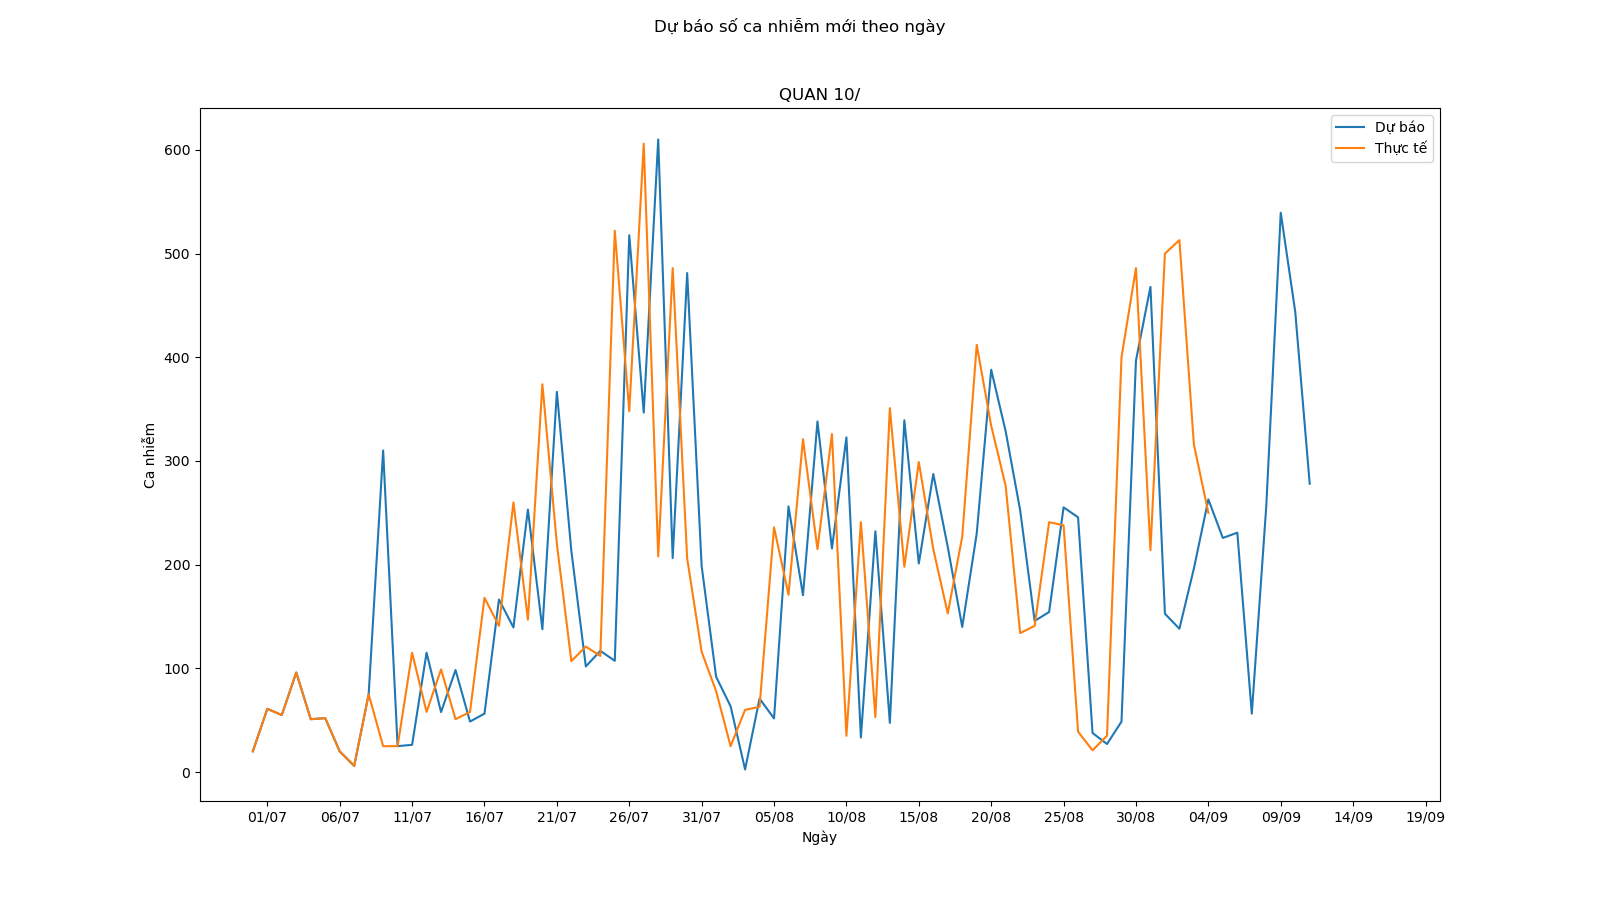 Dự báo số ca nhiễm mới theo ngày
QUAN 10/
Dự báo
Thực tế
600
500
400
300
200
100
0
Ca nhiễm
01/07 06/07 11/07 16/07 21/07 26/07 31/07 05/08 10/08 15/08 20/08 25/08 30/08 04/09 09/09 14/09 19/09
Ngày